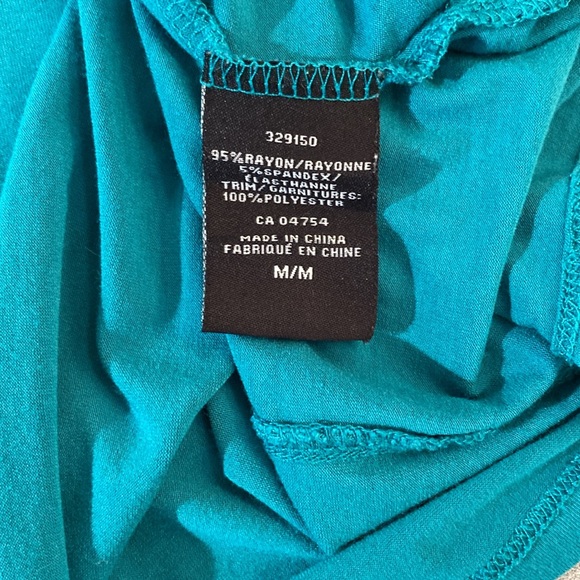 329150
95%RAYON/RAYONNE
5%SPANDEX/
ÉLASTHANNE
TRIM/GARNITURES:
100%POLYESTER
CA 04754
MADE IN CHINA
FABRIQUÉ EN CHINE
M/M